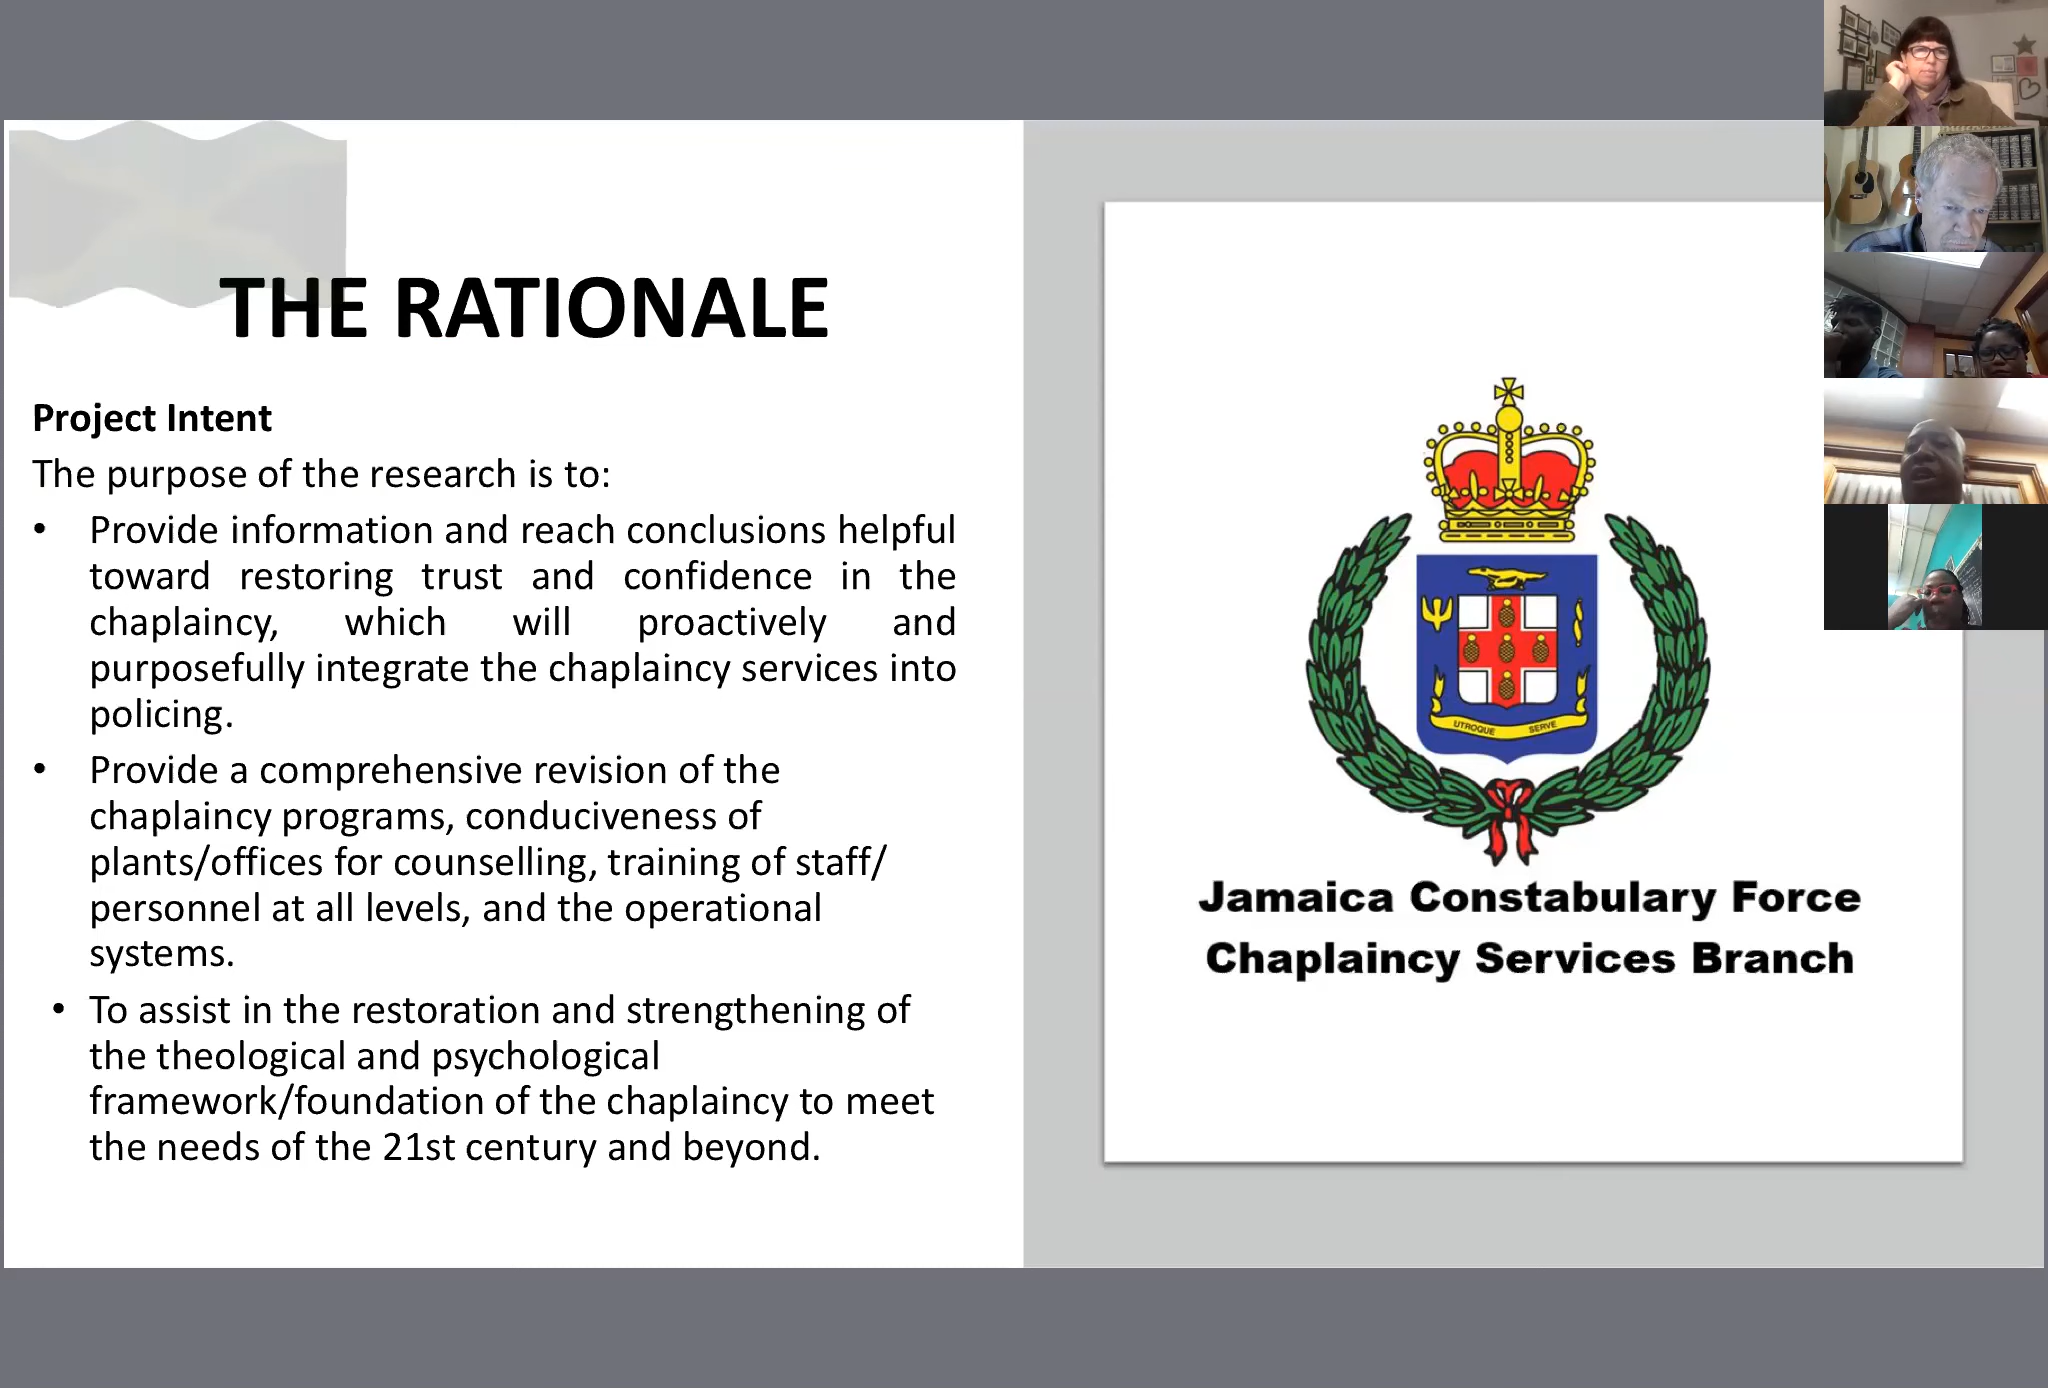 THE RATIONALE
Project Intent
The purpose of the research is to:
• Provide information and reach conclusions helpful
toward restoring trust and confidence in the
chaplaincy, which will proactively and
purposefully integrate the chaplaincy services into
policing.
• Provide a comprehensive revision of the
chaplaincy programs, conduciveness of
plants/offices for counselling, training of staff/
personnel at all levels, and the operational
systems.
• To assist in the restoration and strengthening of
the theological and psychological
framework/foundation of the chaplaincy to meet
the needs of the 21st century and beyond.
UTROQUE SERVE
Jamaica Constabulary Force
Chaplaincy Services Branch